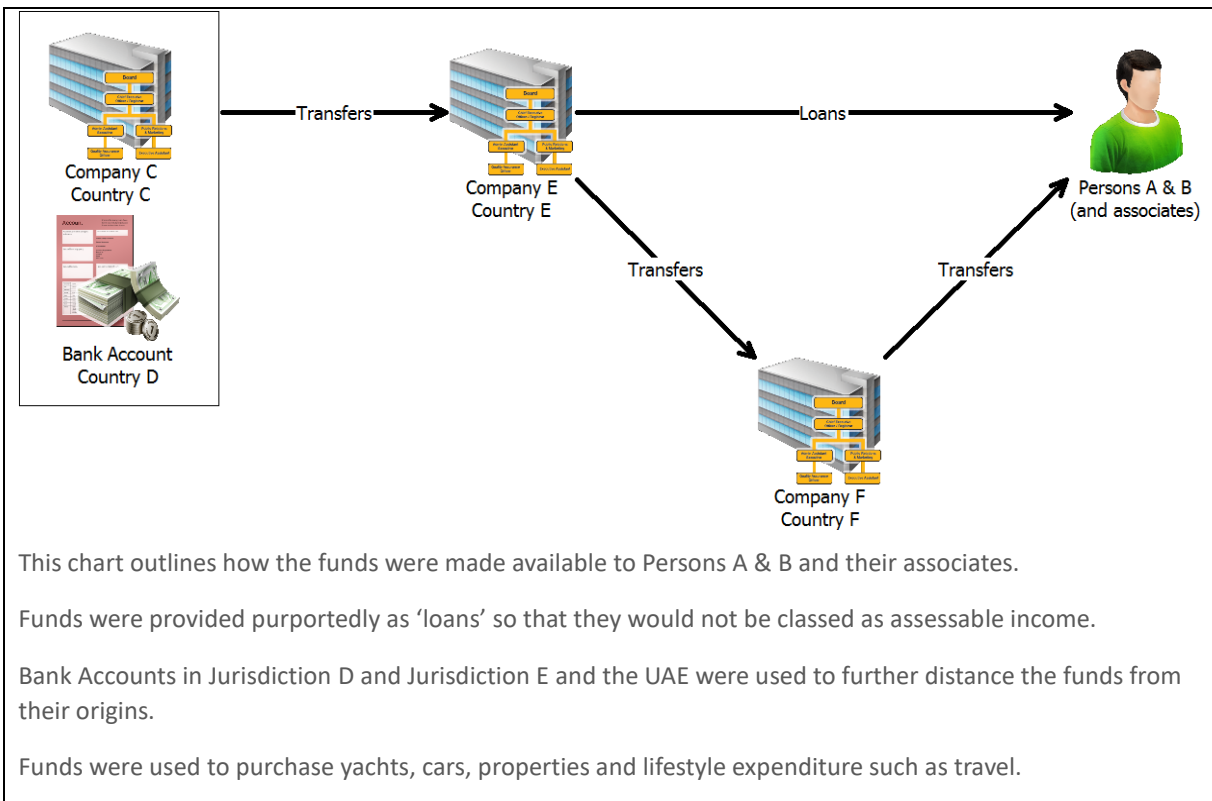 Board
Company C
Country C
Account
Bank Account
Country D
Transfers
Board
Company E
Country E
Loans
Persons A & B
(and associates)
Transfers
Transfers
Board
Company F
Country F
This chart outlines how the funds were made available to Persons A & B and their associates.
Funds were provided purportedly as ‘loans’ so that they would not be classed as assessable income.
Bank Accounts in Jurisdiction D and Jurisdiction E and the UAE were used to further distance the funds from
their origins.
Funds were used to purchase yachts, cars, properties and lifestyle expenditure such as travel.